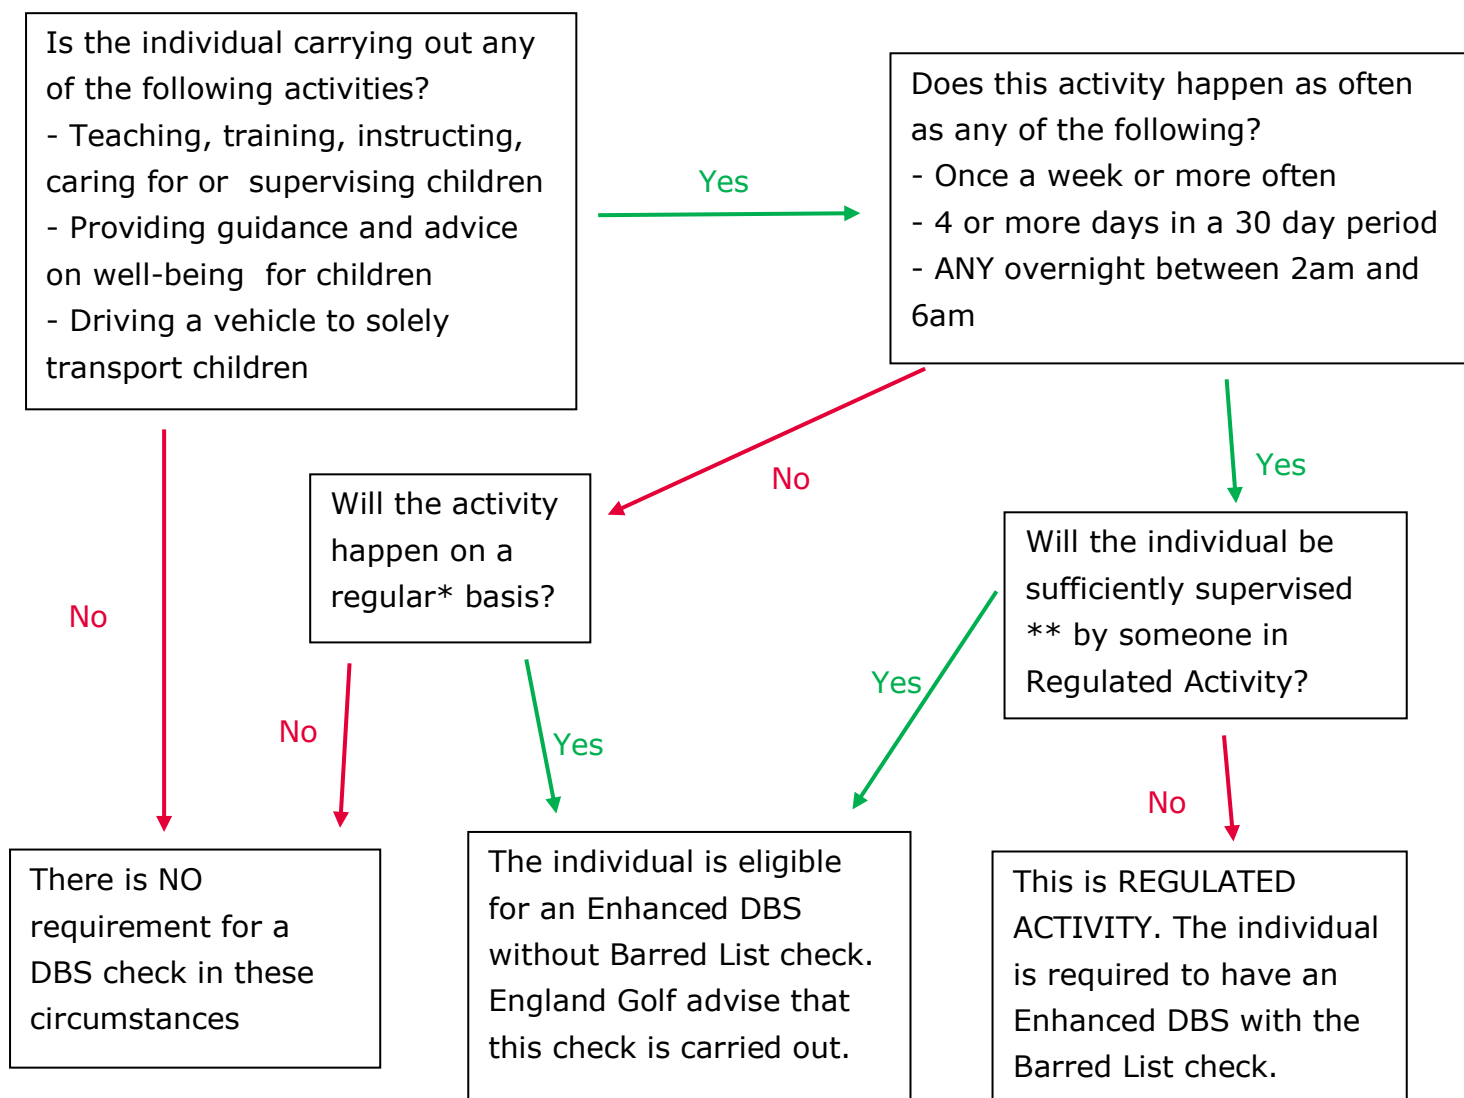 Is the individual carrying out any
of the following activities?
- Teaching, training, instructing,
caring for or  supervising children
- Providing guidance and advice
on well-being  for children
- Driving a vehicle to solely
transport children
Yes
Does this activity happen as often
as any of the following?
- Once a week or more often
- 4 or more days in a 30 day period
- ANY overnight between 2am and
6am
No
Yes
Will the activity
happen on a
regular* basis?
Will the individual be
sufficiently supervised
** by someone in
Regulated Activity?
No
No
Yes
Yes
No
There is NO
requirement for a
DBS check in these
circumstances
The individual is eligible
for an Enhanced DBS
without Barred List check.
England Golf advise that
this check is carried out.
This is REGULATED
ACTIVITY. The individual
is required to have an
Enhanced DBS with the
Barred List check.